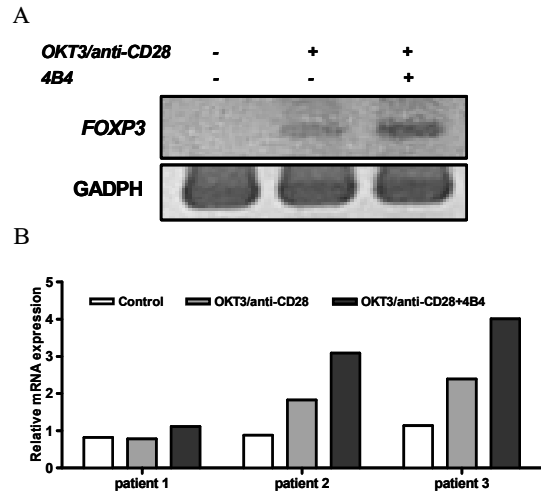 A
OKT3/anti-CD28 - + +
4B4 - - +
FOXP3
GADPH
B
5
Control OKT3/anti-CD28 OKT3/anti-CD28+4B4
4
3
2
1
0
Relative mRNA expression
patient 1 patient 2 patient 3